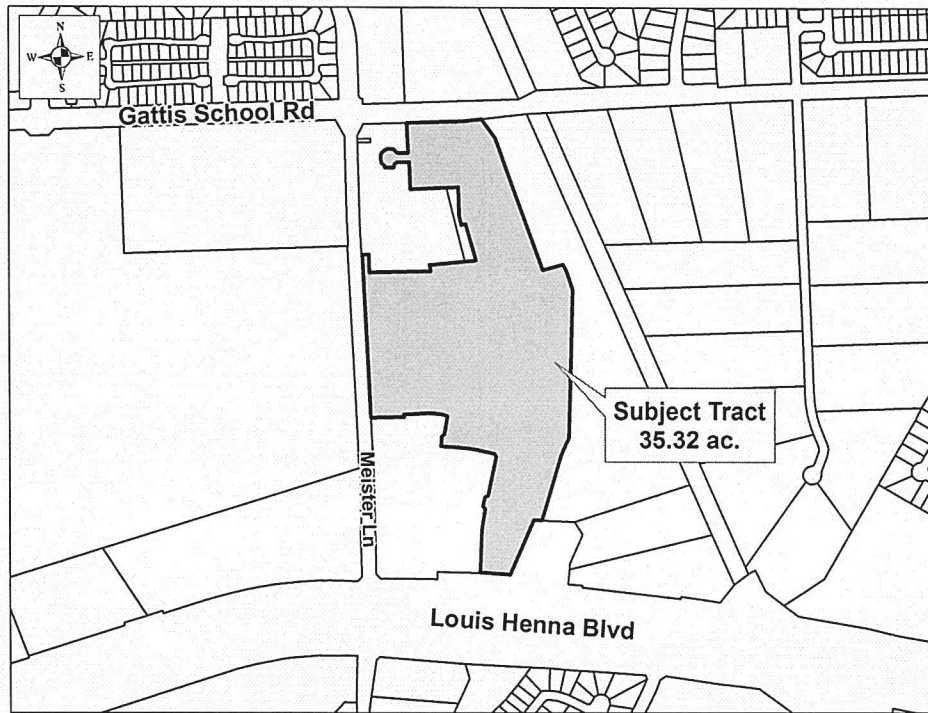 N
W E
S
Gattis School Rd
Subject Tract
35.32 ac.
Meister Ln
Louis Henna Blvd